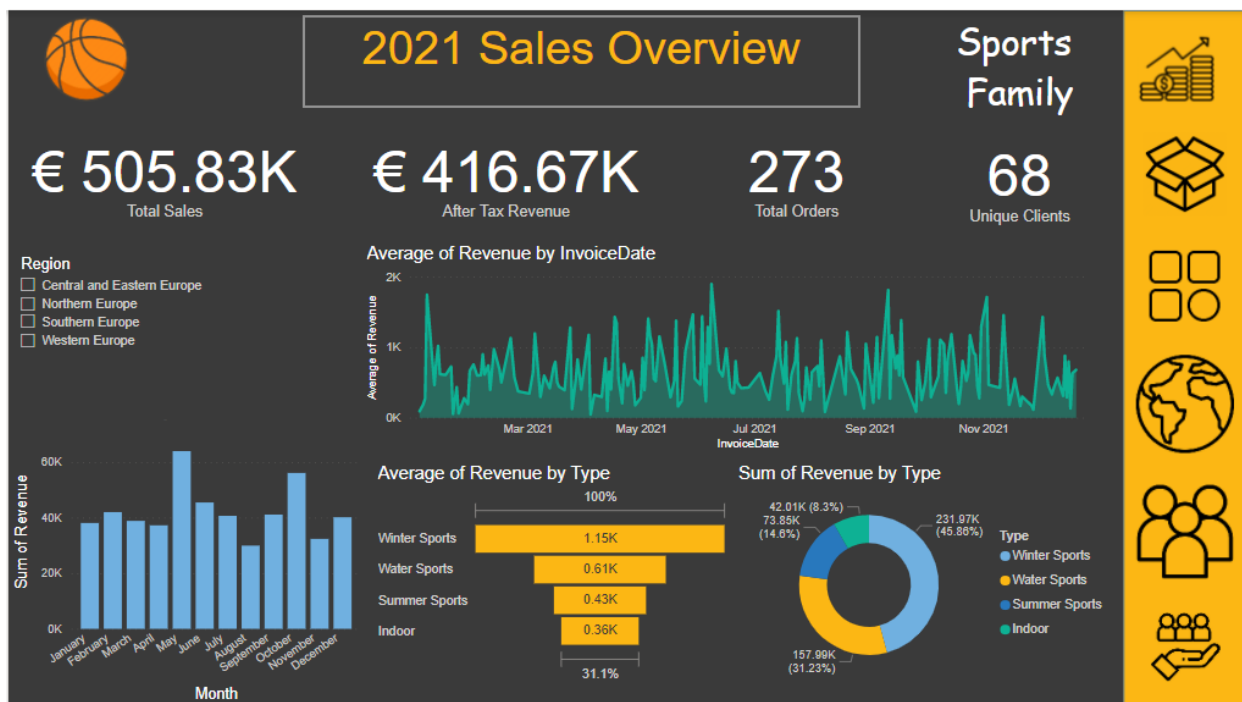 2021 Sales Overview
Sports
Family
€ 505.83K
Total Sales
€ 416.67K
After Tax Revenue
273
Total Orders
68
Unique Clients
Region
Central and Eastern Europe
Northern Europe
Southern Europe
Western Europe
Average of Revenue by InvoiceDate
Average of Revenue
2K
1K
0K
Mar 2021
May 2021
Jul 2021
Sep 2021
Nov 2021
InvoiceDate
Sum of Revenue
60K
40K
20K
0K
January
February
March
April
May
June
July
August
September
October
November
December
Month
Average of Revenue by Type
100%
Winter Sports
1.15K
Water Sports
0.61K
Summer Sports
0.43K
Indoor
0.36K
31.1%
Sum of Revenue by Type
42.01K (8.3%)
73.85K
(14.6%)
231.97K
(45.86%)
157.99K
(31.23%)
Type
Winter Sports
Water Sports
Summer Sports
Indoor
$